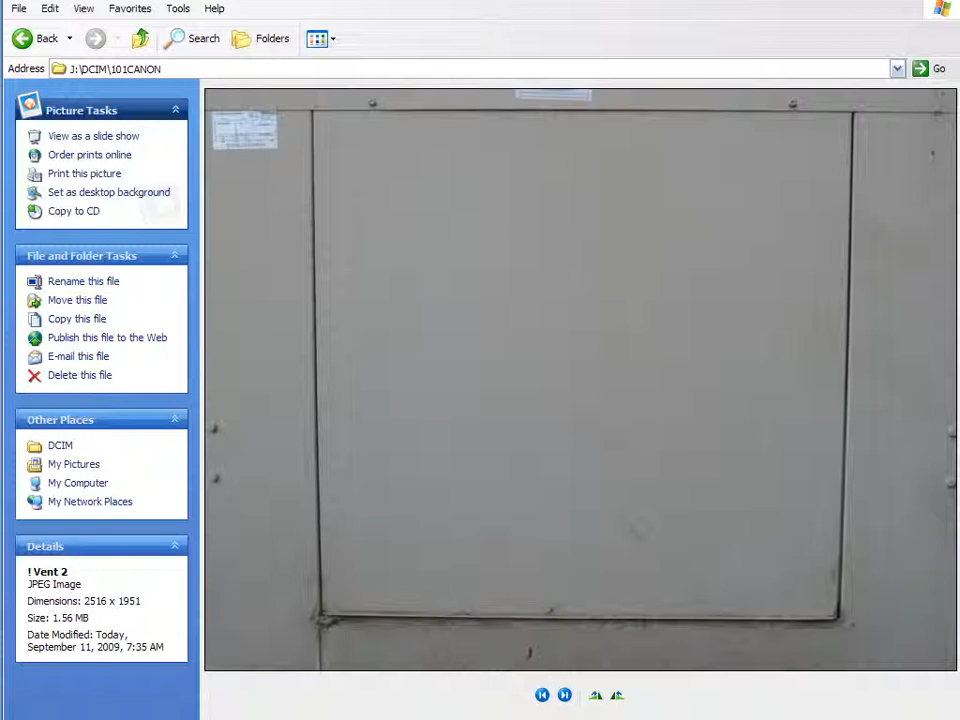 File Edit View Favorites Tools Help
Back Search Folders
Address J:\DCIM\101CANON Go
Picture Tasks
View as a slide show
Order prints online
Print this picture
Set as desktop background
Copy to CD
File and Folder Tasks
Rename this file
Move this file
Copy this file
Publish this file to the Web
E-mail this file
Delete this file
Other Places
DCIM
My Pictures
My Computer
My Network Places
Details
! Vent 2
JPEG Image
Dimensions: 2516 x 1951
Size: 1.56 MB
Date Modified: Today,
September 11, 2009, 7:35 AM